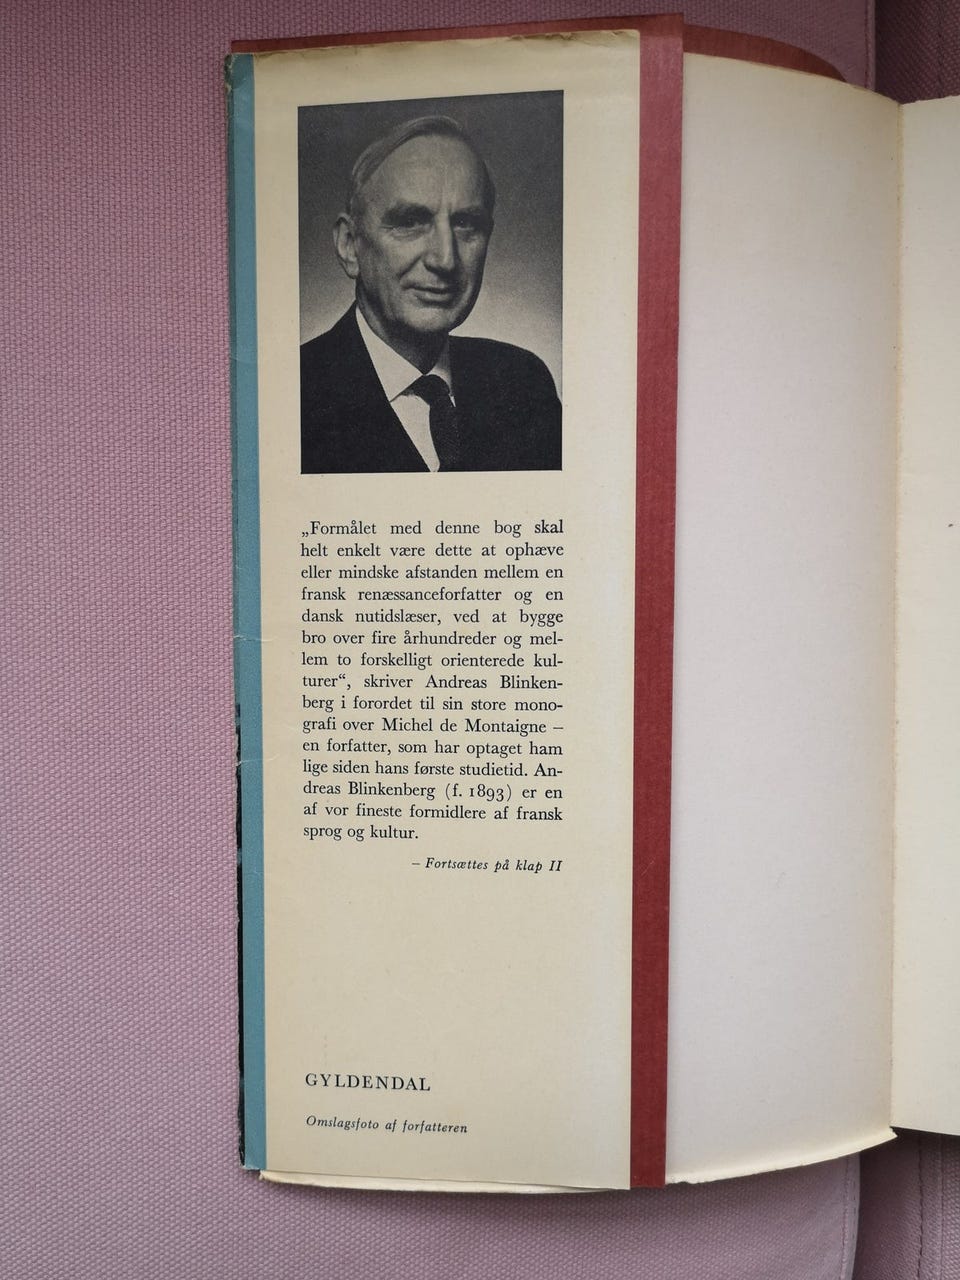 „Formålet med denne bog skal
helt enkelt være dette at ophæve
eller mindske afstanden mellem en
fransk renæssanceforfatter og en
dansk nutidslæser, ved at bygge
bro over fire århundreder og mel-
lem to forskelligt orienterede kul-
turer“, skriver Andreas Blinken-
berg i forordet til sin store mono-
grafi over Michel de Montaigne –
en forfatter, som har optaget ham
lige siden hans første studietid. An-
dreas Blinkenberg (f. 1893) er en
af vor fineste formidlere af fransk
sprog og kultur.
– Fortsættes på klap II
GYLDENDAL
Omslagsfoto af forfatteren